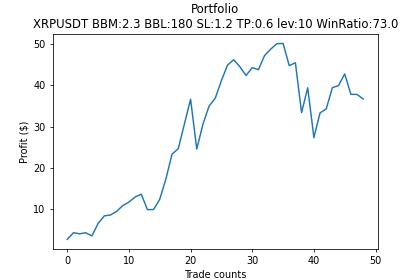 Portfolio
XRPUSDT BBM:2.3 BBL:180 SL:1.2 TP:0.6 lev:10 WinRatio:73.0
50
40
30
20
10
Profit ($)
0 10 20 30 40 50
Trade counts